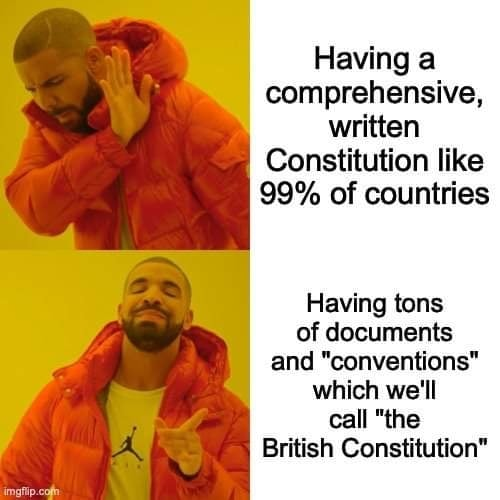 Having a
comprehensive,
written
Constitution like
99% of countries
Having tons
of documents
and "conventions"
which we'll
call "the
British Constitution"
imgflip.com